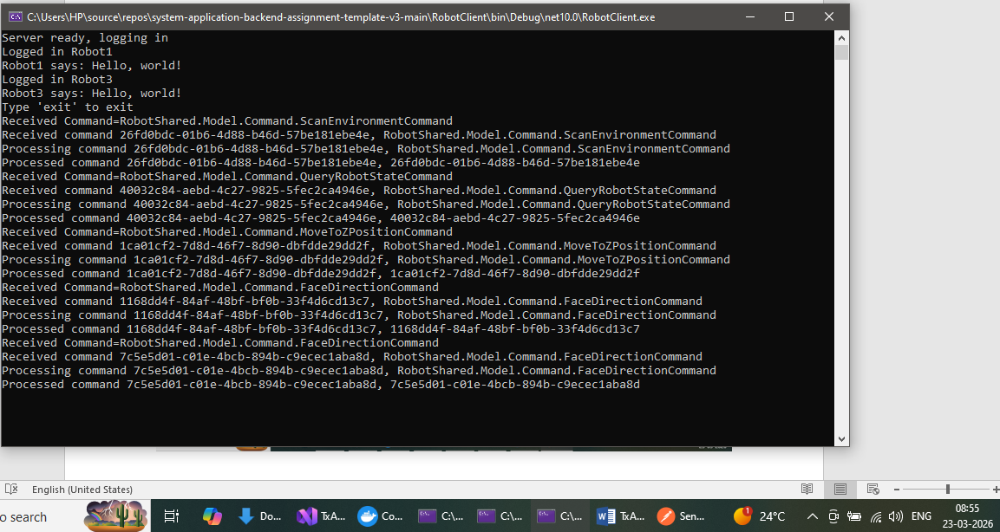 C:\Users\HP\source\repos\system-application-backend-assignment-template-v3-main\RobotClient\bin\Debug\net10.0\RobotClient.exe
Server ready, logging in
Logged in Robot1
Robot1 says: Hello, world!
Logged in Robot3
Robot3 says: Hello, world!
Type 'exit' to exit
Received Command=RobotShared.Model.Command.ScanEnvironmentCommand
Received command 26fd0bdc-01b6-4d88-b46d-57be181ebe4e, RobotShared.Model.Command.ScanEnvironmentCommand
Processing command 26fd0bdc-01b6-4d88-b46d-57be181ebe4e, RobotShared.Model.Command.ScanEnvironmentCommand
Processed command 26fd0bdc-01b6-4d88-b46d-57be181ebe4e, 26fd0bdc-01b6-4d88-b46d-57be181ebe4e
Received Command=RobotShared.Model.Command.QueryRobotStateCommand
Received command 40032c84-aebd-4c27-9825-5fec2ca4946e, RobotShared.Model.Command.QueryRobotStateCommand
Processing command 40032c84-aebd-4c27-9825-5fec2ca4946e, RobotShared.Model.Command.QueryRobotStateCommand
Processed command 40032c84-aebd-4c27-9825-5fec2ca4946e, 40032c84-aebd-4c27-9825-5fec2ca4946e
Received Command=RobotShared.Model.Command.MoveToZPositionCommand
Received command 1ca01cf2-7d8d-46f7-8d90-dbfdde29dd2f, RobotShared.Model.Command.MoveToZPositionCommand
Processing command 1ca01cf2-7d8d-46f7-8d90-dbfdde29dd2f, RobotShared.Model.Command.MoveToZPositionCommand
Processed command 1ca01cf2-7d8d-46f7-8d90-dbfdde29dd2f, 1ca01cf2-7d8d-46f7-8d90-dbfdde29dd2f
Received Command=RobotShared.Model.Command.FaceDirectionCommand
Received command 1168dd4f-84af-48bf-bf0b-33f4d6cd13c7, RobotShared.Model.Command.FaceDirectionCommand
Processing command 1168dd4f-84af-48bf-bf0b-33f4d6cd13c7, RobotShared.Model.Command.FaceDirectionCommand
Processed command 1168dd4f-84af-48bf-bf0b-33f4d6cd13c7, 1168dd4f-84af-48bf-bf0b-33f4d6cd13c7
Received Command=RobotShared.Model.Command.FaceDirectionCommand
Received command 7c5e5d01-c01e-4bcb-894b-c9ecec1aba8d, RobotShared.Model.Command.FaceDirectionCommand
Processing command 7c5e5d01-c01e-4bcb-894b-c9ecec1aba8d, RobotShared.Model.Command.FaceDirectionCommand
Processed command 7c5e5d01-c01e-4bcb-894b-c9ecec1aba8d, 7c5e5d01-c01e-4bcb-894b-c9ecec1aba8d
English (United States)
o search Do... TxA... Co... C:\... C:\... C:\... TxA... Sen... 1 24°C ENG
08:55
23-03-2026